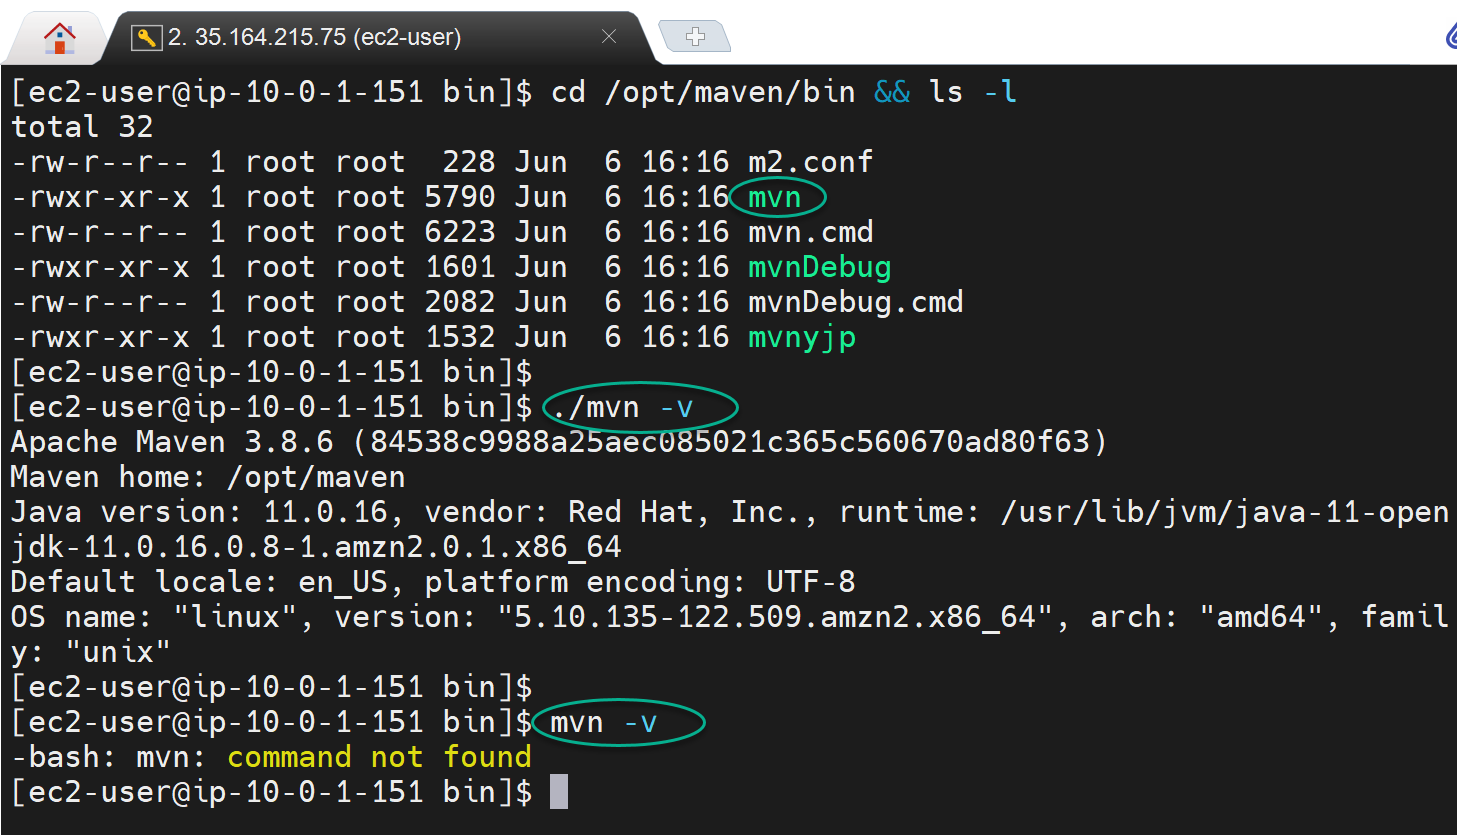 2. 35.164.215.75 (ec2-user)
[ec2-user@ip-10-0-1-151 bin]$ cd /opt/maven/bin && ls -l
total 32
-rw-r--r-- 1 root root  228 Jun  6 16:16 m2.conf
-rwxr-xr-x 1 root root 5790 Jun  6 16:16 mvn
-rw-r--r-- 1 root root 6223 Jun  6 16:16 mvn.cmd
-rwxr-xr-x 1 root root 1601 Jun  6 16:16 mvnDebug
-rw-r--r-- 1 root root 2082 Jun  6 16:16 mvnDebug.cmd
-rwxr-xr-x 1 root root 1532 Jun  6 16:16 mvnyjp
[ec2-user@ip-10-0-1-151 bin]$
[ec2-user@ip-10-0-1-151 bin]$ ./mvn -v
Apache Maven 3.8.6 (84538c9988a25aec085021c365c560670ad80f63)
Maven home: /opt/maven
Java version: 11.0.16, vendor: Red Hat, Inc., runtime: /usr/lib/jvm/java-11-open
jdk-11.0.16.0.8-1.amzn2.0.1.x86_64
Default locale: en_US, platform encoding: UTF-8
OS name: "linux", version: "5.10.135-122.509.amzn2.x86_64", arch: "amd64", famil
y: "unix"
[ec2-user@ip-10-0-1-151 bin]$
[ec2-user@ip-10-0-1-151 bin]$ mvn -v
-bash: mvn: command not found
[ec2-user@ip-10-0-1-151 bin]$